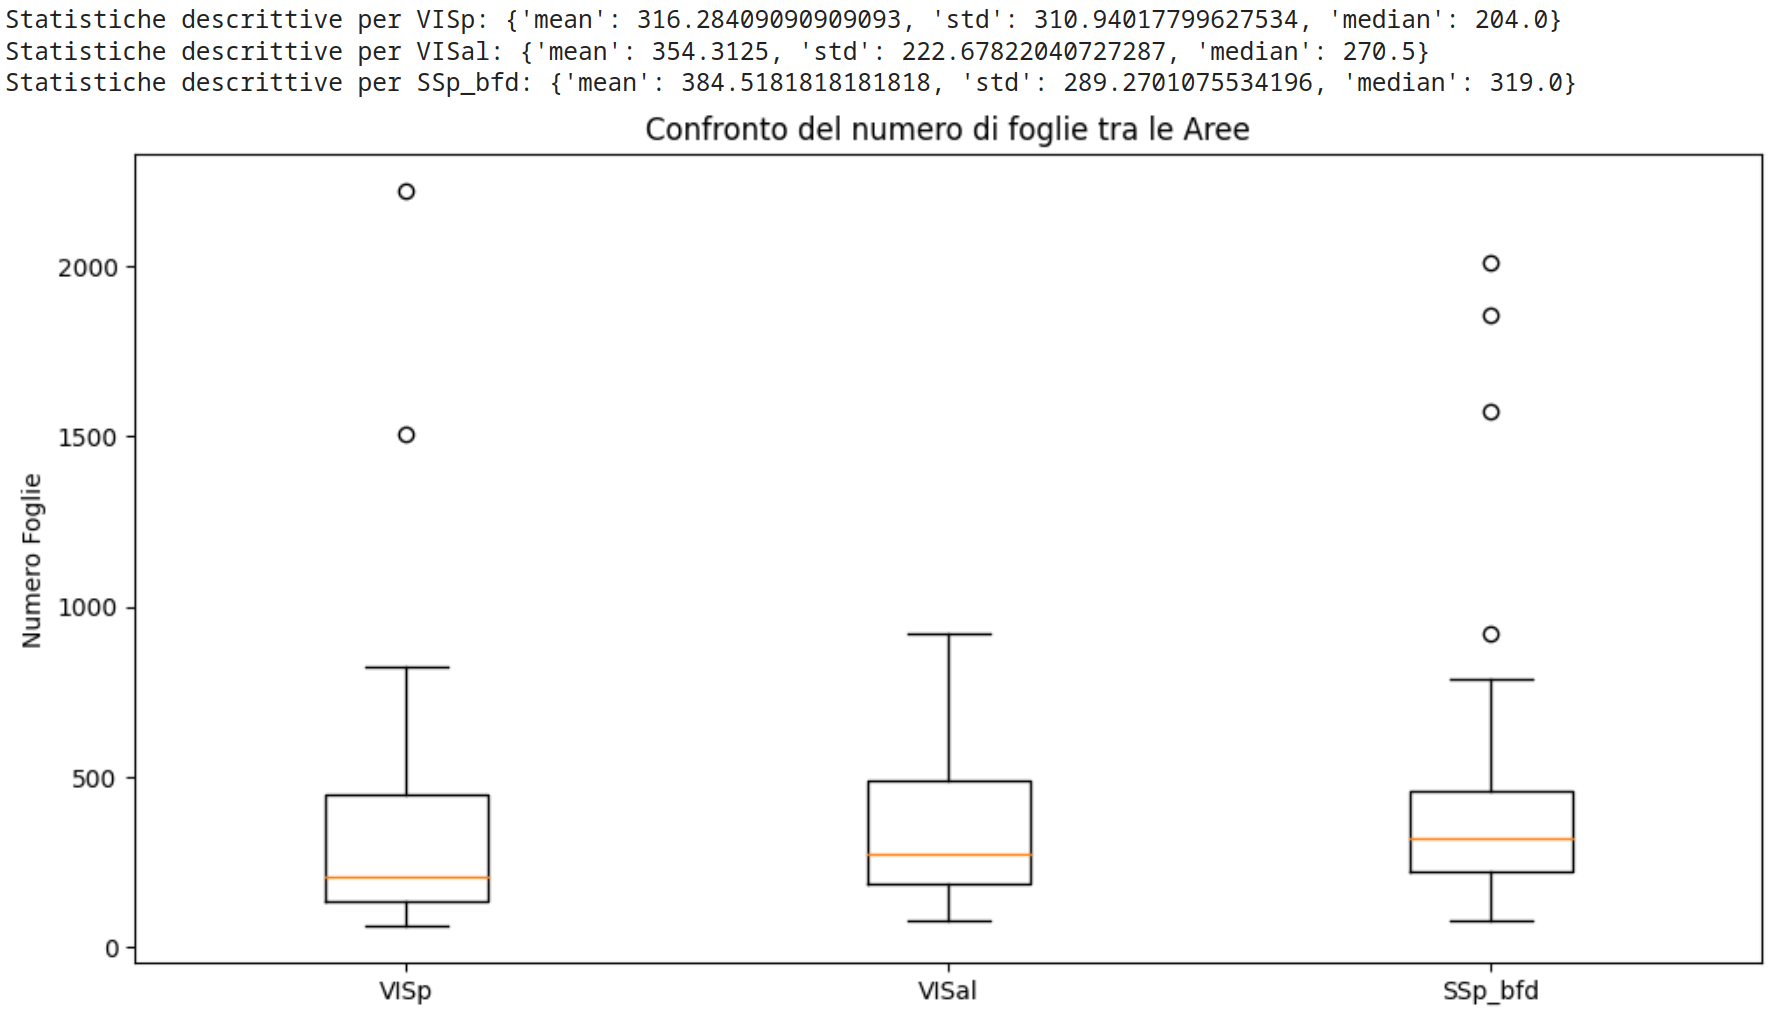 Statistiche descrittive per VISp: {'mean': 316.28409090909093, 'std': 310.94017799627534, 'median': 204.0}
Statistiche descrittive per VISal: {'mean': 354.3125, 'std': 222.67822040727287, 'median': 270.5}
Statistiche descrittive per SSp_bfd: {'mean': 384.5181818181818, 'std': 289.2701075534196, 'median': 319.0}
Confronto del numero di foglie tra le Aree
Numero Foglie
2000
1500
1000
500
0
VISp VISal SSp_bfd